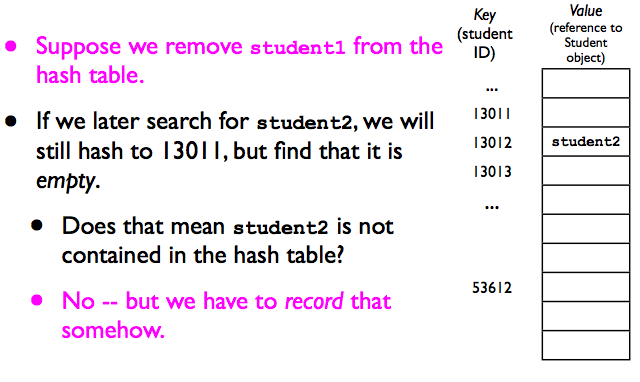 • Suppose we remove student1 from the
hash table.
• If we later search for student2, we will
still hash to 13011, but find that it is
empty.
• Does that mean student2 is not
contained in the hash table?
• No -- but we have to record that
somehow.
Key
(student
ID)
Value
(reference to
Student
object)
...
13011
13012 student2
13013
...
53612